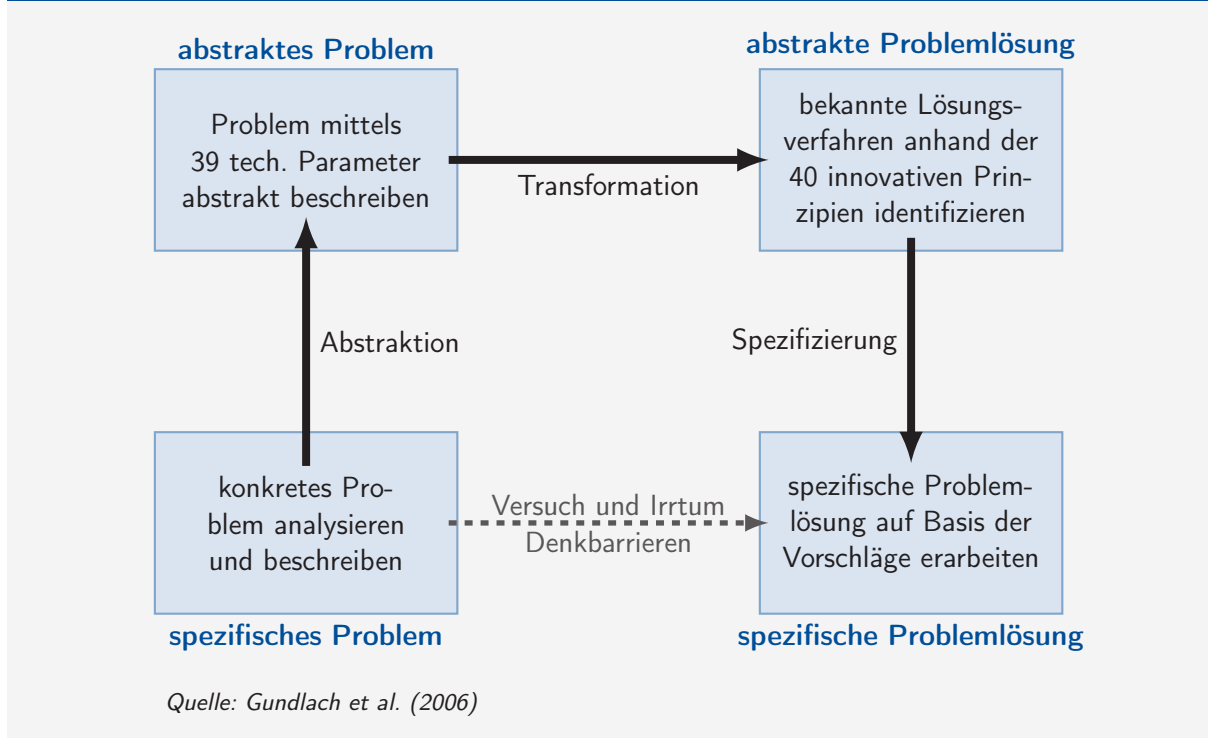 abstraktes Problem
Problem mittels
39 tech. Parameter
abstrakt beschreiben
Transformation
abstrakte Problemlösung
bekannte Lösungs-
verfahren anhand der
40 innovativen Prin-
zipien identifizieren
Abstraktion
Spezifizierung
konkretes Pro-
blem analysieren
und beschreiben
spezifisches Problem
Versuch und Irrtum
Denkbarrieren
spezifische Problem-
lösung auf Basis der
Vorschläge erarbeiten
spezifische Problemlösung
Quelle: Gundlach et al. (2006)